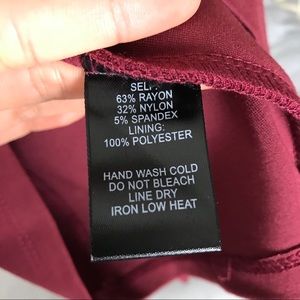 SELF:
63% RAYON
32% NYLON
5% SPANDEX
LINING:
100% POLYESTER
HAND WASH COLD
DO NOT BLEACH
LINE DRY
IRON LOW HEAT